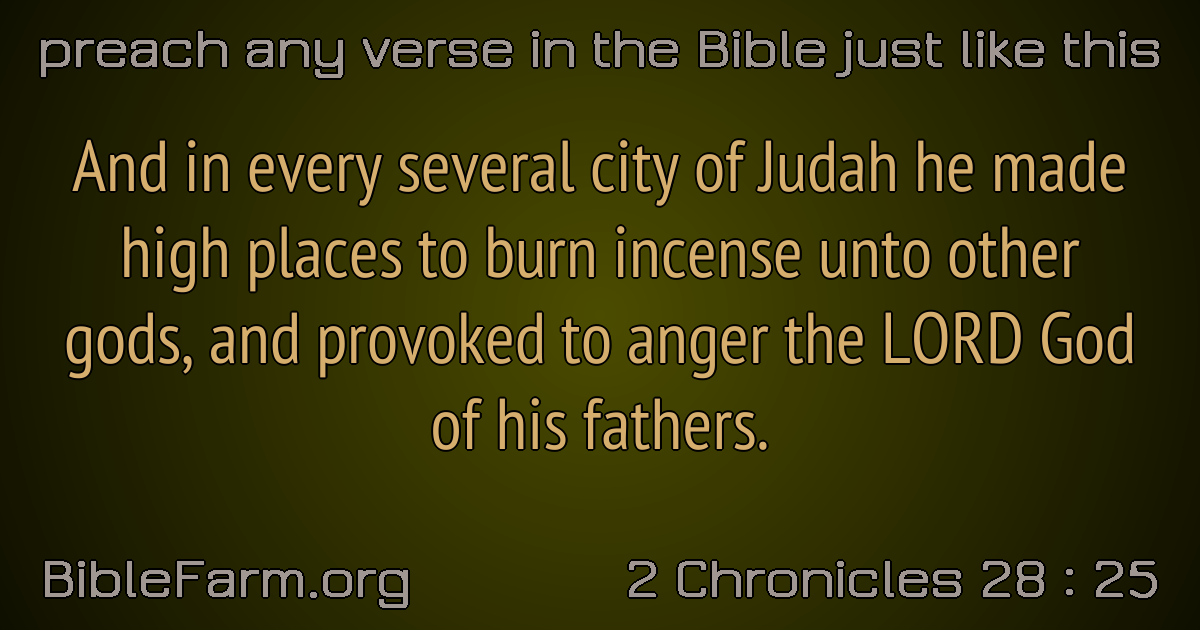 preach any verse in the Bible just like this
And in every several city of Judah he made
high places to burn incense unto other
gods, and provoked to anger the LORD God
of his fathers.
BibleFarm.org
2 Chronicles 28 : 25